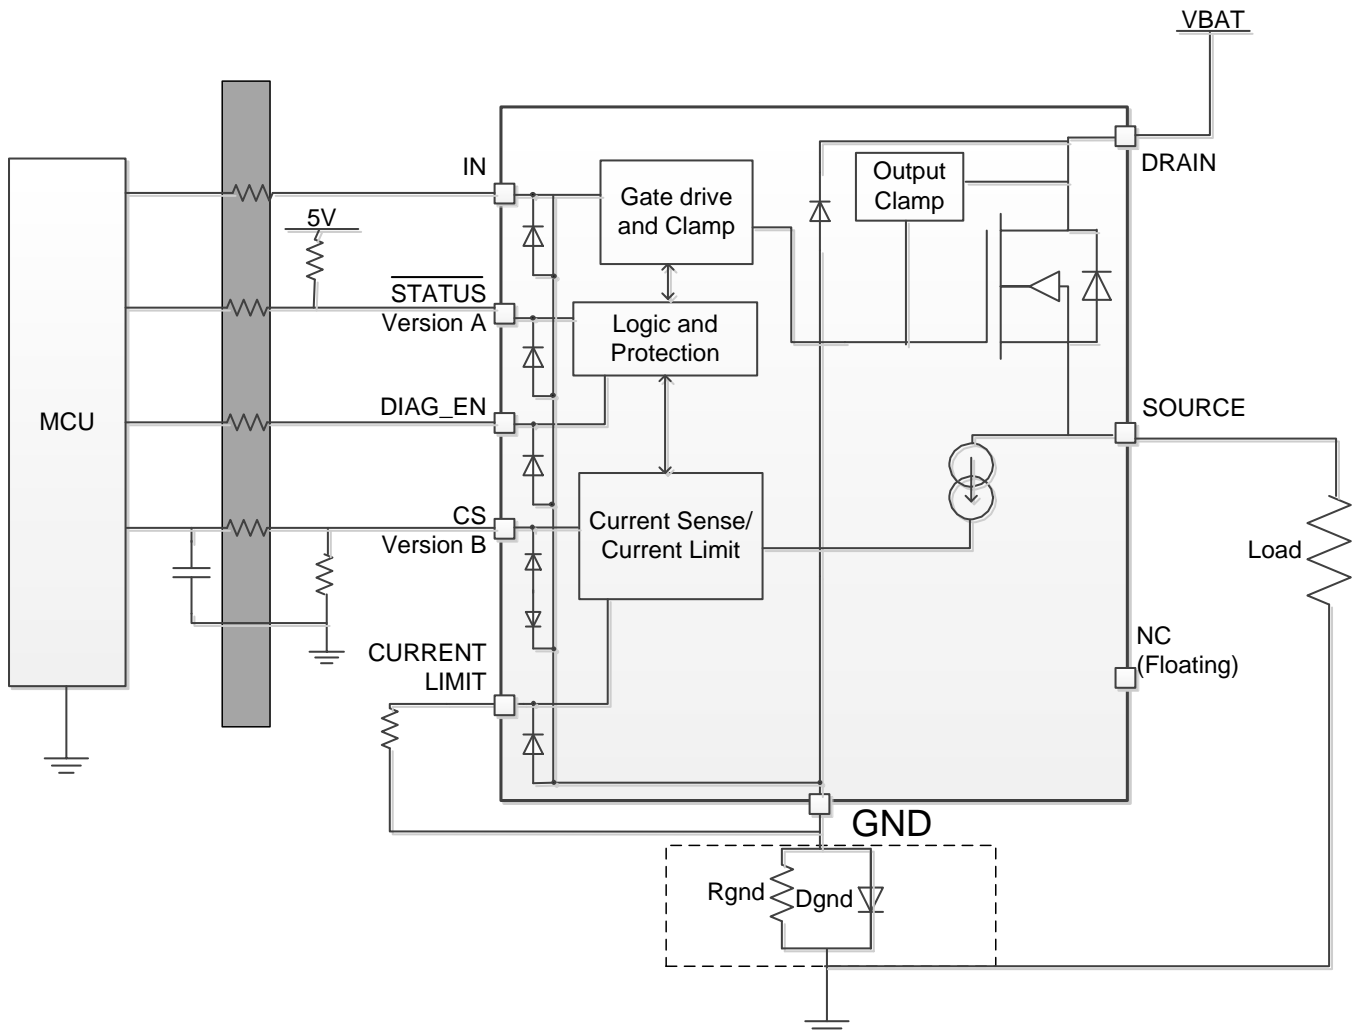 VBAT
IN
DRAIN
Gate drive
and Clamp
Output
Clamp
5V
STATUS
Version A
Logic and
Protection
MCU
DIAG_EN
SOURCE
CS
Version B
Current Sense/
Current Limit
Load
NC
(Floating)
CURRENT
LIMIT
GND
Rgnd
Dgnd